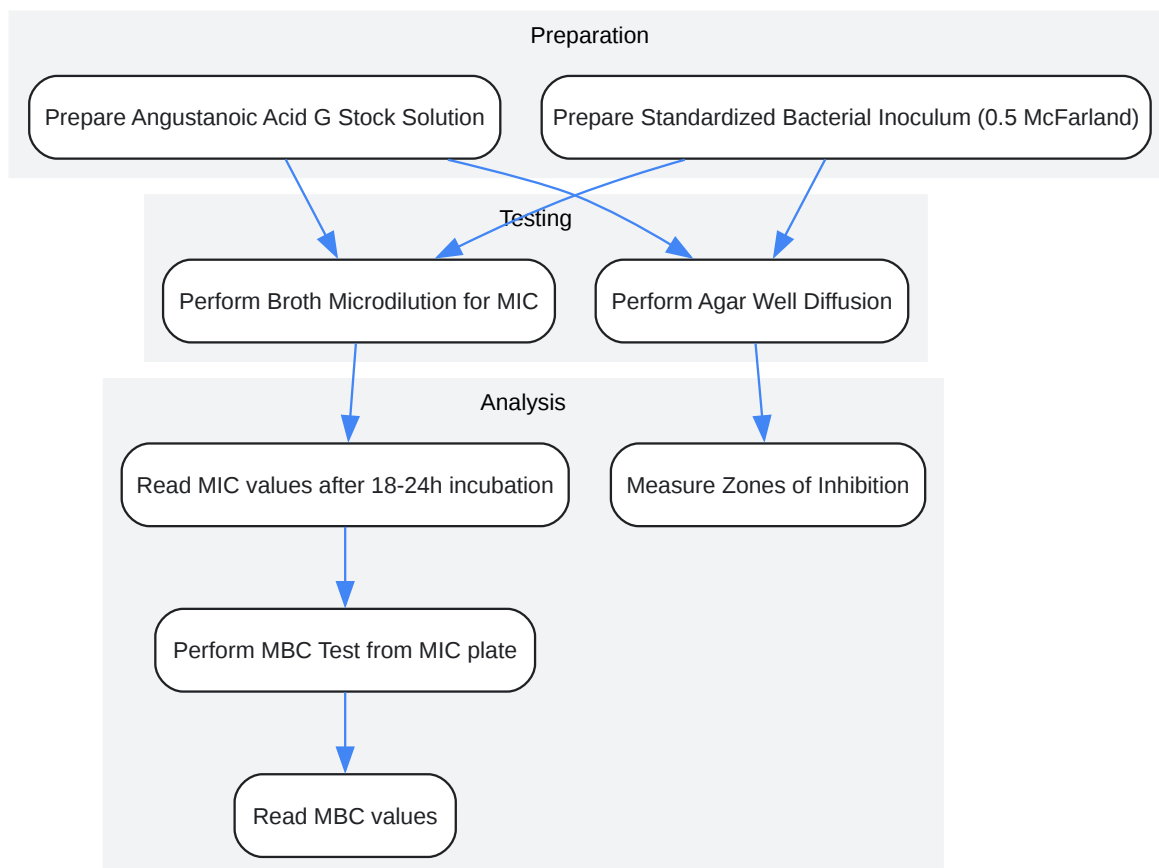 Preparation
Prepare Angustanoic Acid G Stock Solution
Prepare Standardized Bacterial Inoculum (0.5 McFarland)
Testing
Perform Broth Microdilution for MIC
Perform Agar Well Diffusion
Analysis
Read MIC values after 18-24h incubation
Measure Zones of Inhibition
Perform MBC Test from MIC plate
Read MBC values